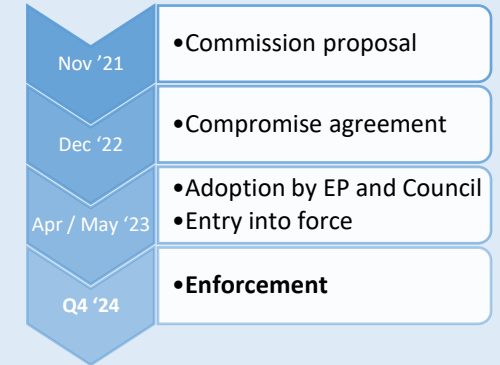 Nov ’21
•Commission proposal
Dec ’22
•Compromise agreement
Apr / May ‘23
•Adoption by EP and Council
•Entry into force
Q4 ‘24
•Enforcement